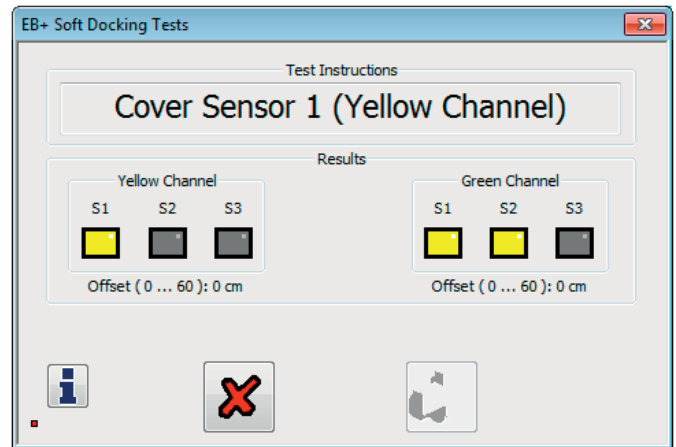 EB+ Soft Docking Tests
Test Instructions
Cover Sensor 1 (Yellow Channel)
Results
Yellow Channel
Green Channel
S1 S2 S3
S1 S2 S3
Offset ( 0 ... 60 ): 0 cm
Offset ( 0 ... 60 ): 0 cm